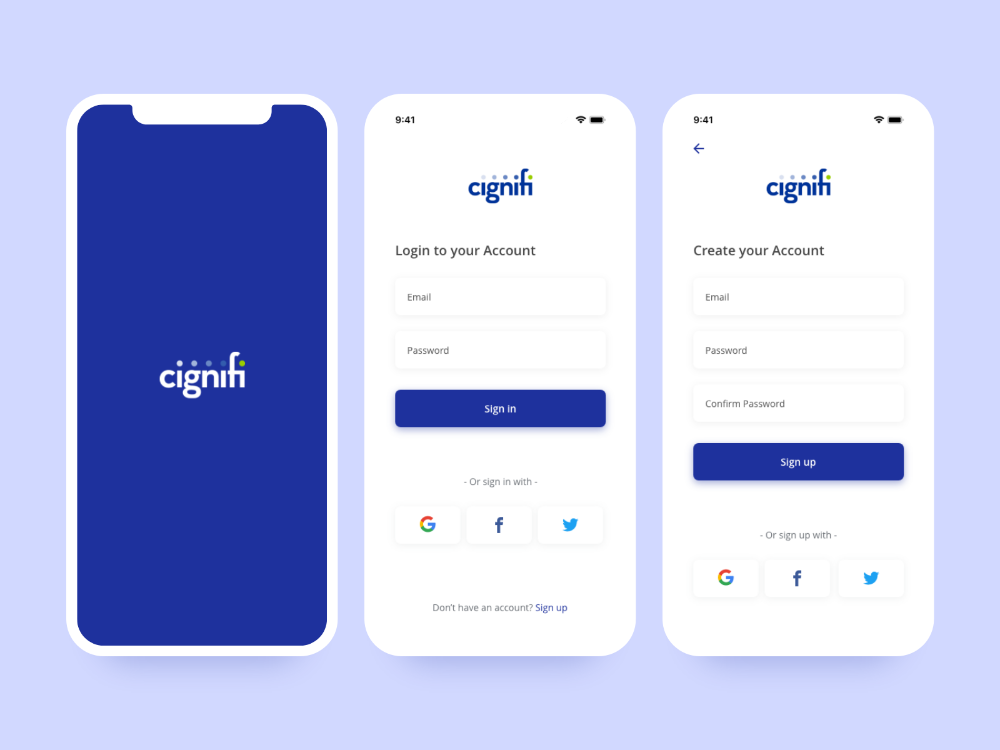 cignifi
9:41
cignifi
Login to your Account
Email
Password
Sign in
- Or sign in with -
Don't have an account? Sign up
9:41
cignifi
Create your Account
Email
Password
Confirm Password
Sign up
- Or sign up with -